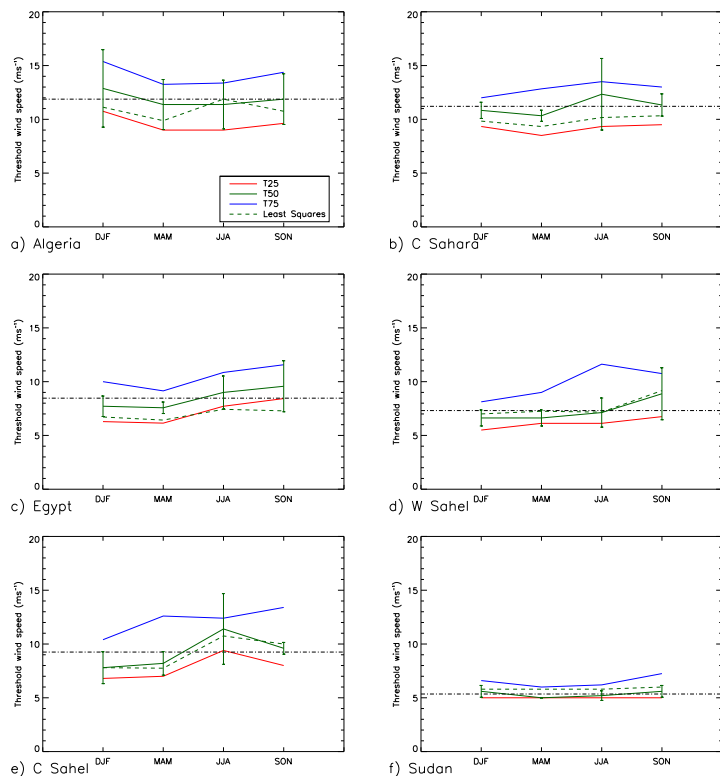 20
15
10
5
0
Threshold wind speed (ms⁻¹)
DJF MAM JJA SON
T25
T50
T75
Least Squares
a) Algeria
20
15
10
5
0
Threshold wind speed (ms⁻¹)
DJF MAM JJA SON
b) C Sahara
20
15
10
5
0
Threshold wind speed (ms⁻¹)
DJF MAM JJA SON
c) Egypt
20
15
10
5
0
Threshold wind speed (ms⁻¹)
DJF MAM JJA SON
d) W Sahel
20
15
10
5
0
Threshold wind speed (ms⁻¹)
DJF MAM JJA SON
e) C Sahel
20
15
10
5
0
Threshold wind speed (ms⁻¹)
DJF MAM JJA SON
f) Sudan